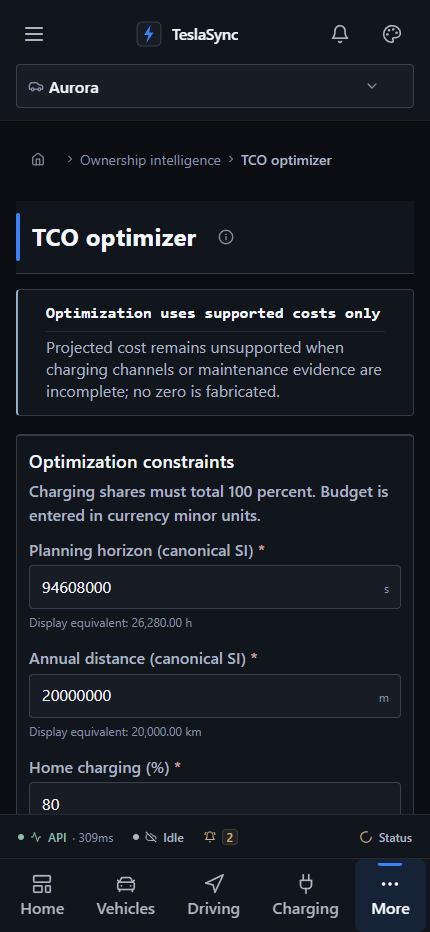 TeslaSync
Aurora
Ownership intelligence
TCO optimizer
TCO optimizer
Optimization uses supported costs only
Projected cost remains unsupported when
charging channels or maintenance evidence are
incomplete; no zero is fabricated.
Optimization constraints
Charging shares must total 100 percent. Budget is
entered in currency minor units.
Planning horizon (canonical SI) *
94608000 s
Display equivalent: 26,280.00 h
Annual distance (canonical SI) *
20000000 m
Display equivalent: 20,000.00 km
Home charging (%) *
80
API · 309ms Idle 2 Status
Home Vehicles Driving Charging More